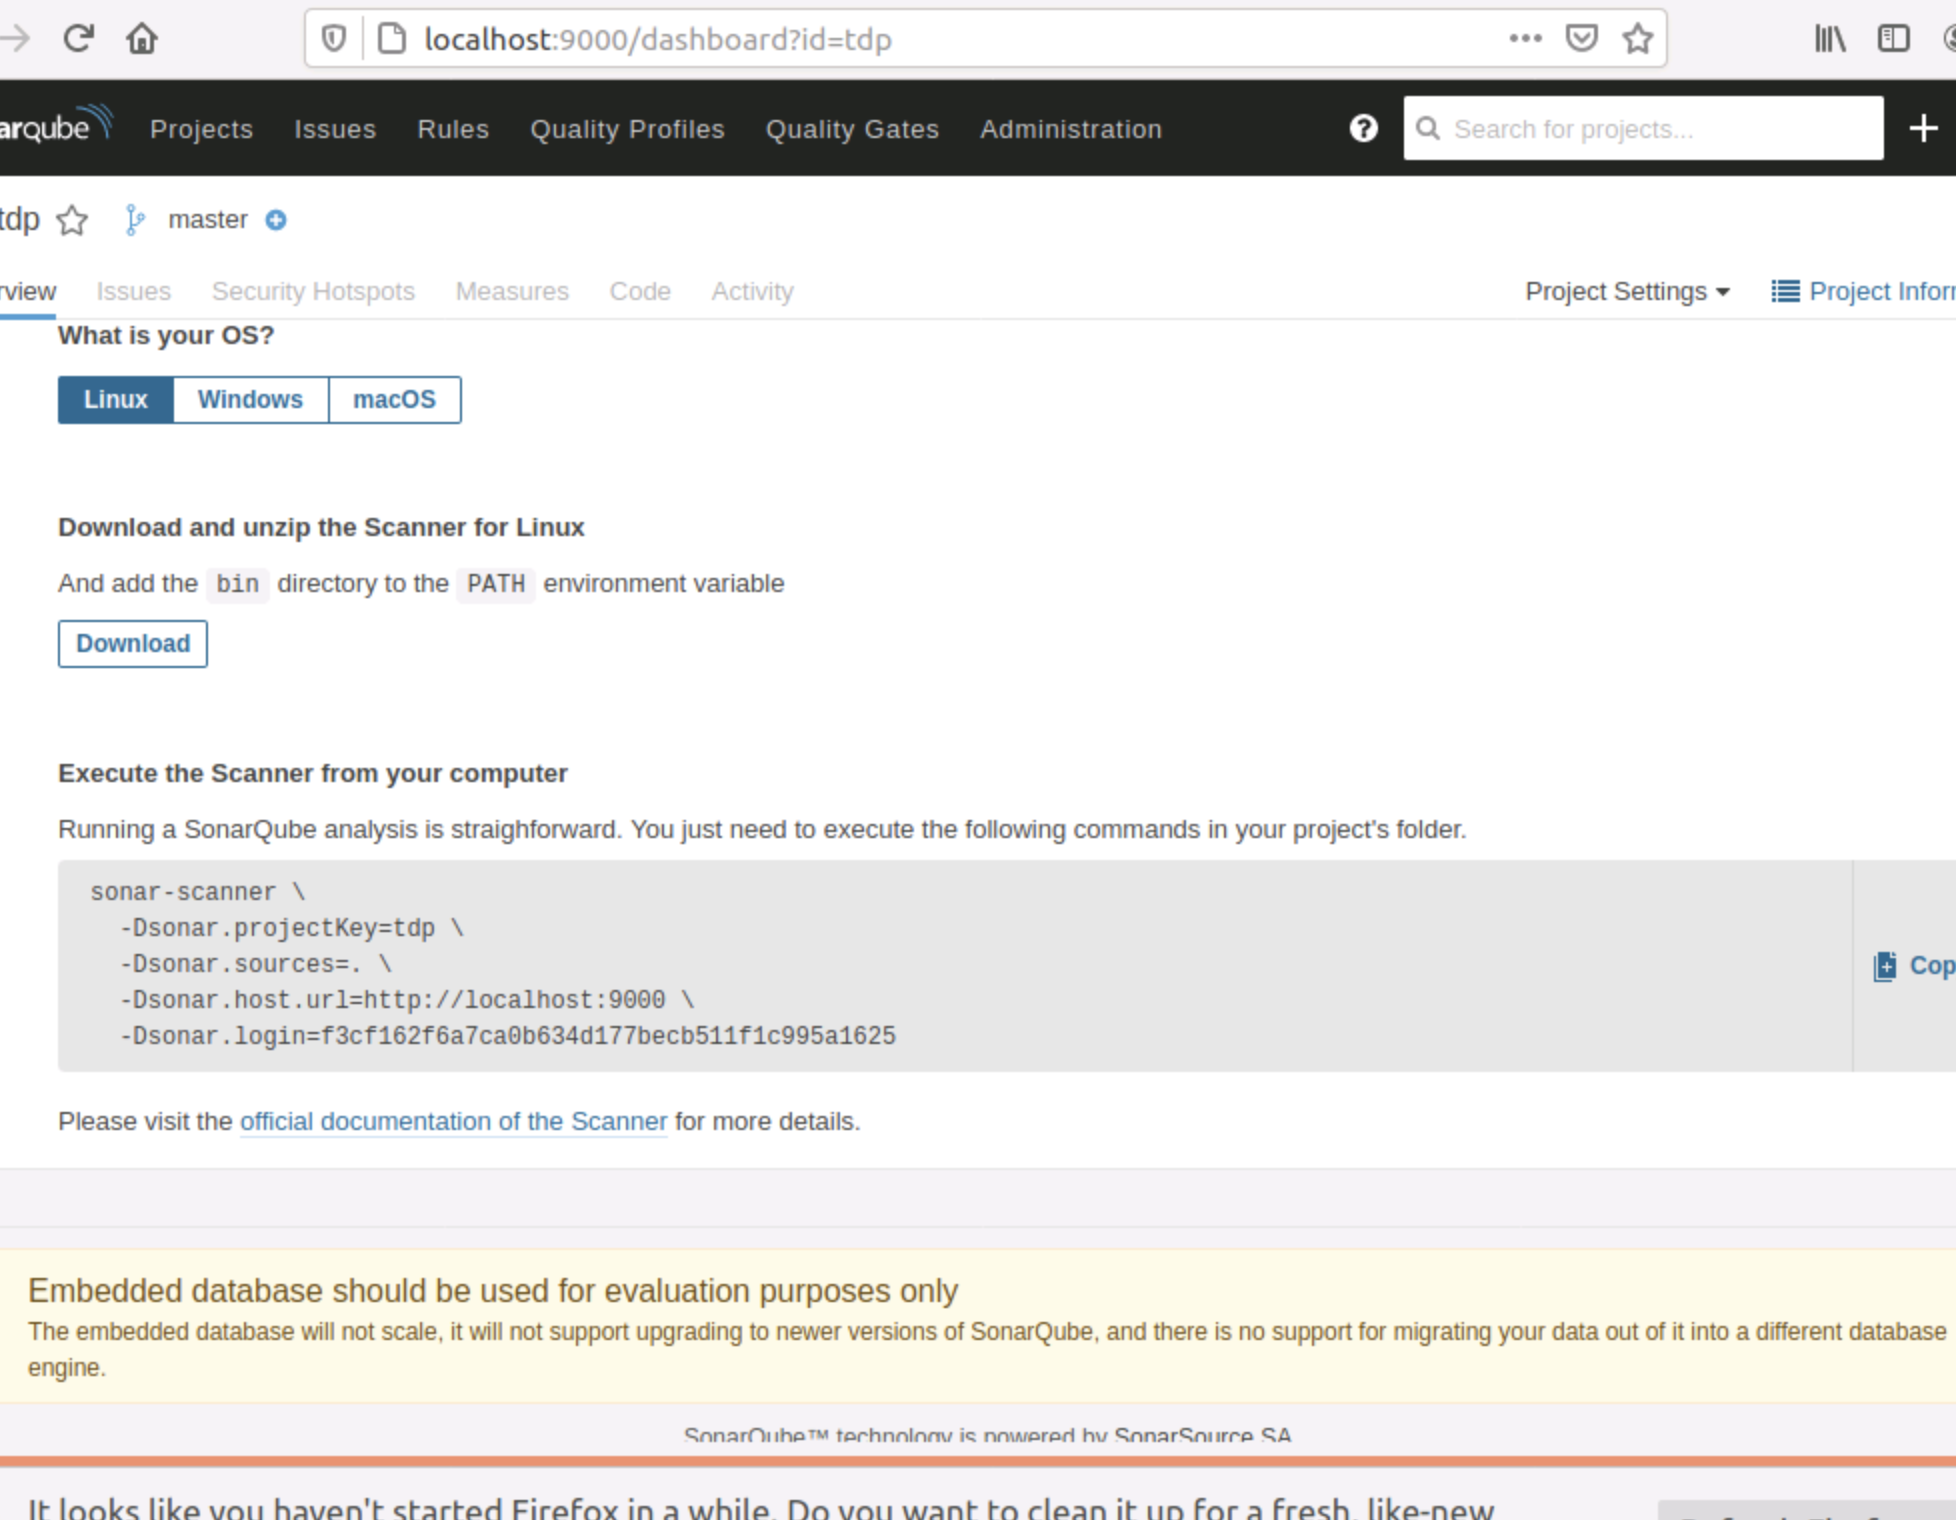 localhost:9000/dashboard?id=tdp
arqube Projects Issues Rules Quality Profiles Quality Gates Administration Search for projects...
tdp master
rview Issues Security Hotspots Measures Code Activity Project Settings Project Infor
What is your OS?
Linux Windows macOS
Download and unzip the Scanner for Linux
And add the bin directory to the PATH environment variable
Download
Execute the Scanner from your computer
Running a SonarQube analysis is straighforward. You just need to execute the following commands in your project's folder.
sonar-scanner \
-Dsonar.projectKey=tdp \
-Dsonar.sources=. \
-Dsonar.host.url=http://localhost:9000 \
-Dsonar.login=f3cf162f6a7ca0b634d177becb511f1c995a1625
Cop
Please visit the official documentation of the Scanner for more details.
Embedded database should be used for evaluation purposes only
The embedded database will not scale, it will not support upgrading to newer versions of SonarQube, and there is no support for migrating your data out of it into a different database
engine.
SonarQube™ technology is powered by SonarSource SA
It looks like you haven't started Firefox in a while. Do you want to clean it up for a fresh, like-new